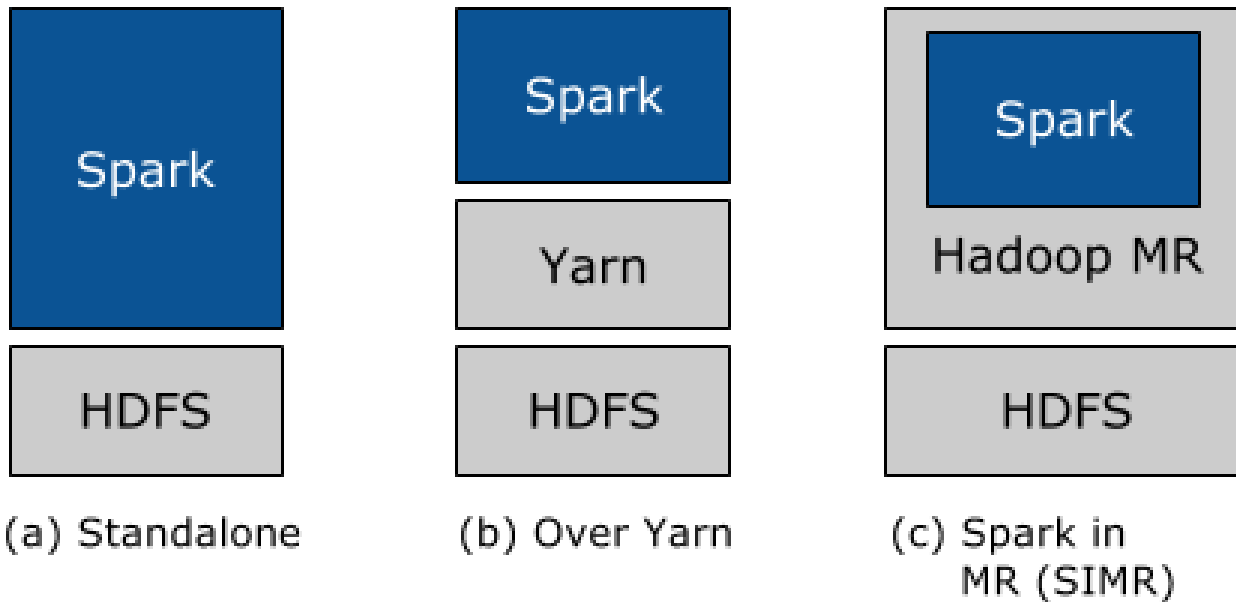 Spark
HDFS
(a) Standalone
Spark
Yarn
HDFS
(b) Over Yarn
Spark
Hadoop MR
HDFS
(c) Spark in
MR (SIMR)